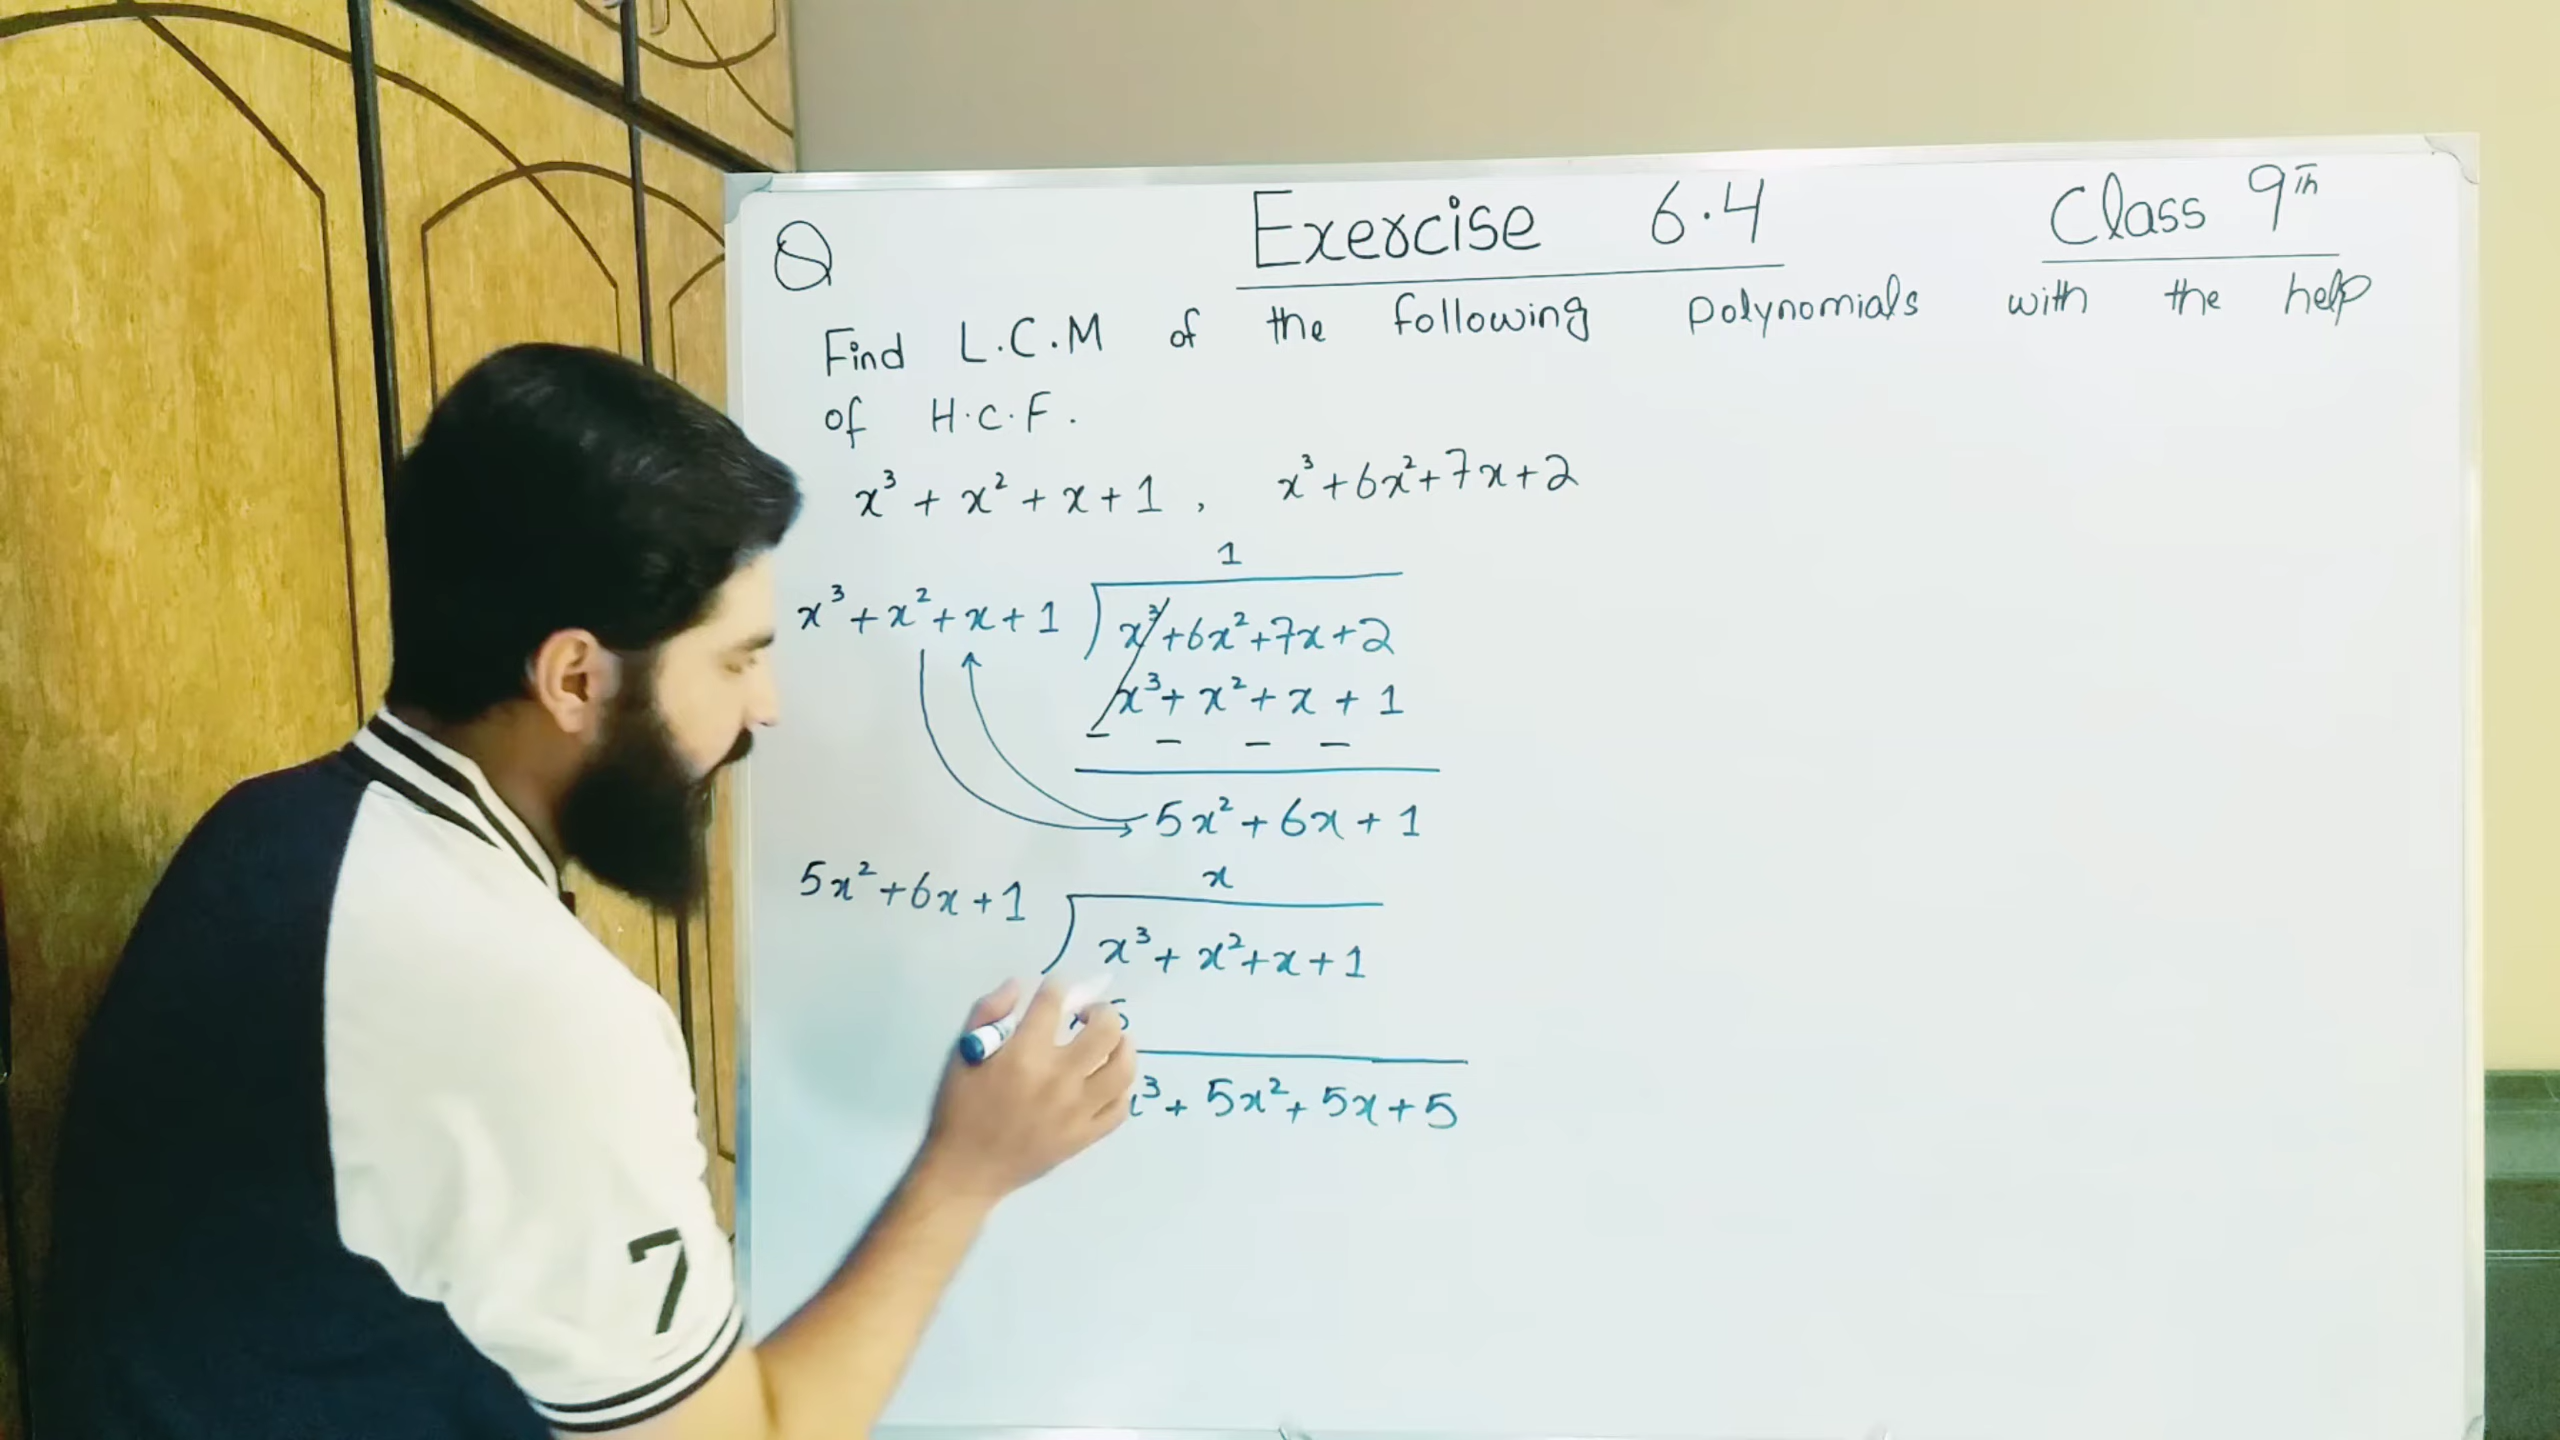 Q Exercise 6.4 Class 9th
Find L.C.M of the following polynomials with the help
of H.C.F.
x³ + x² + x + 1 , x³+6x²+7x+2
1
x³+x²+x+1 ) x³+6x²+7x+2
x³+ x²+ x + 1
- - - -
5x²+6x+1
x
5x²+6x+1 ) x³+ x²+x+1
5
³+ 5x²+ 5x+5
7